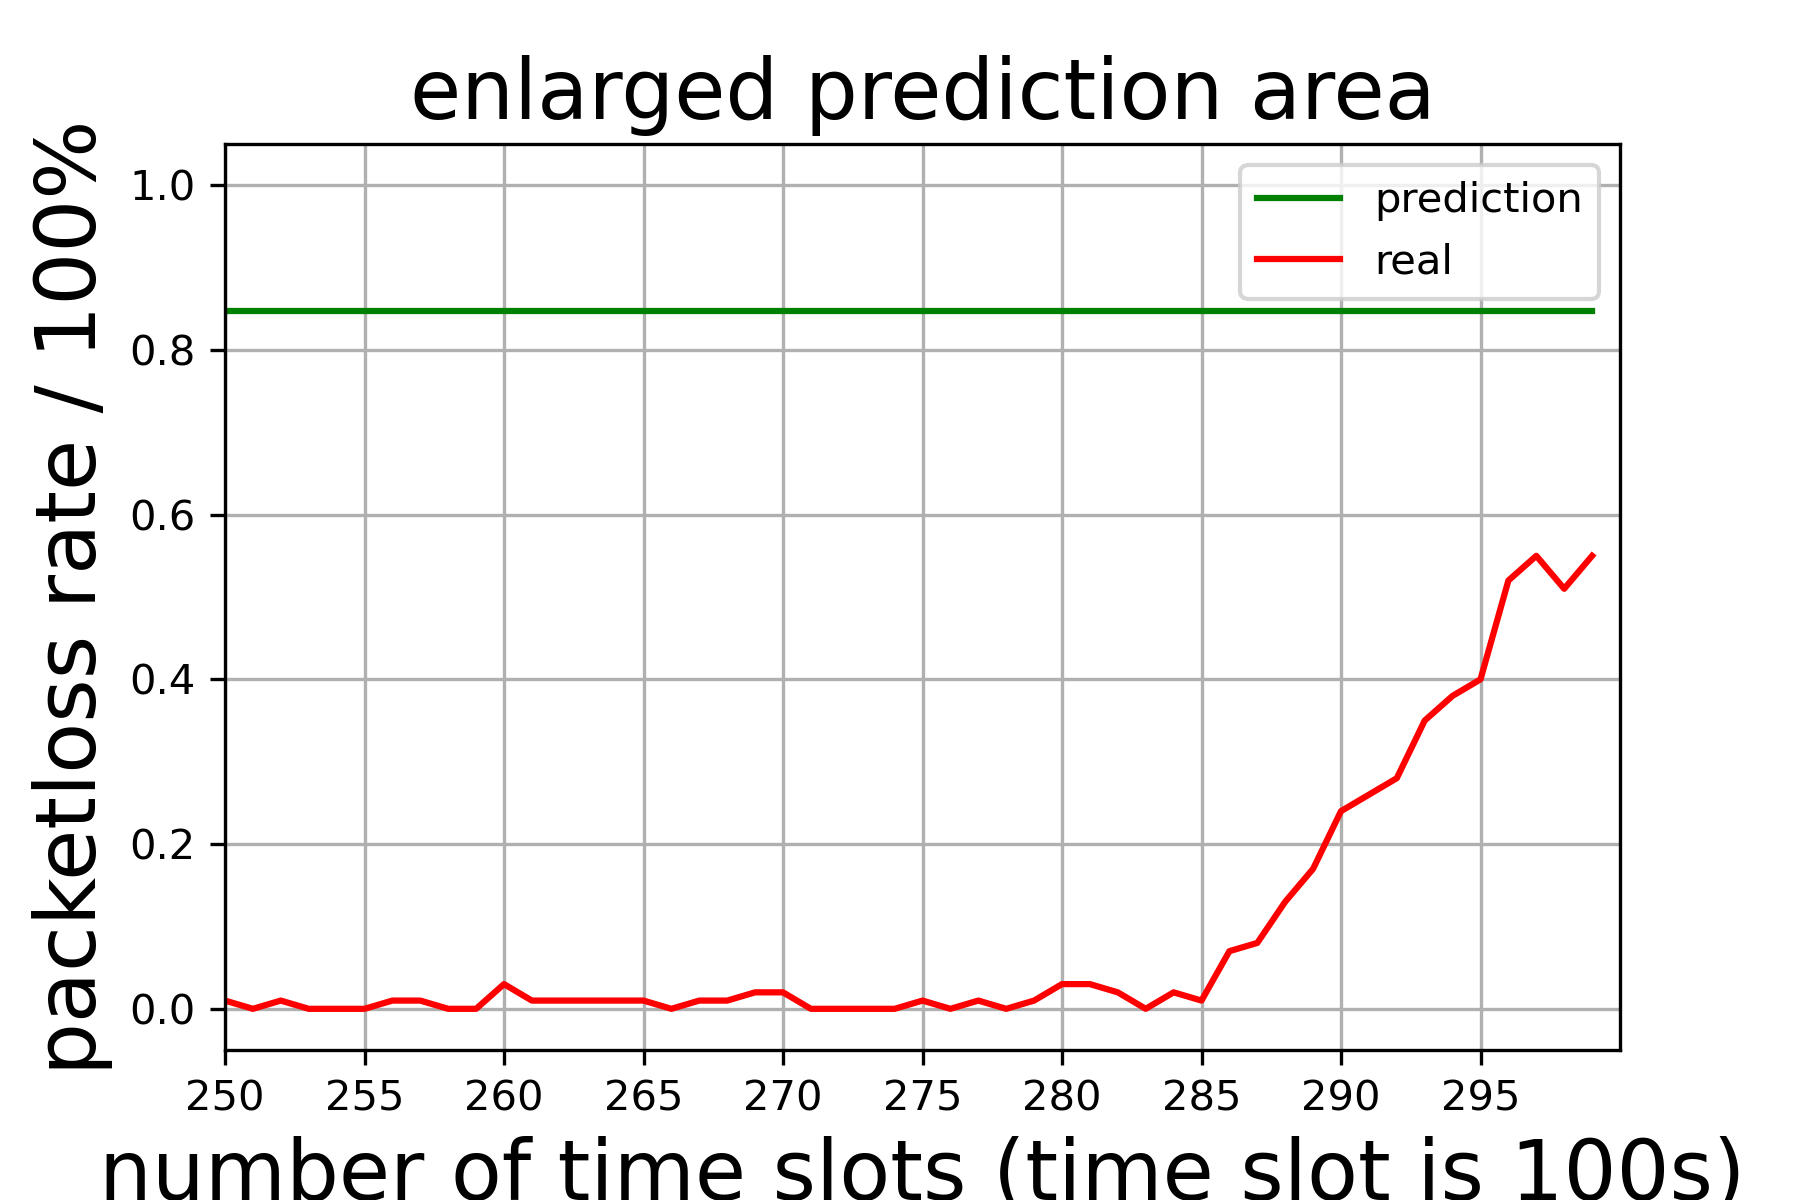 enlarged prediction area
packetloss rate / 100%
1.0
0.8
0.6
0.4
0.2
0.0
prediction
real
250 255 260 265 270 275 280 285 290 295
number of time slots (time slot is 100s)